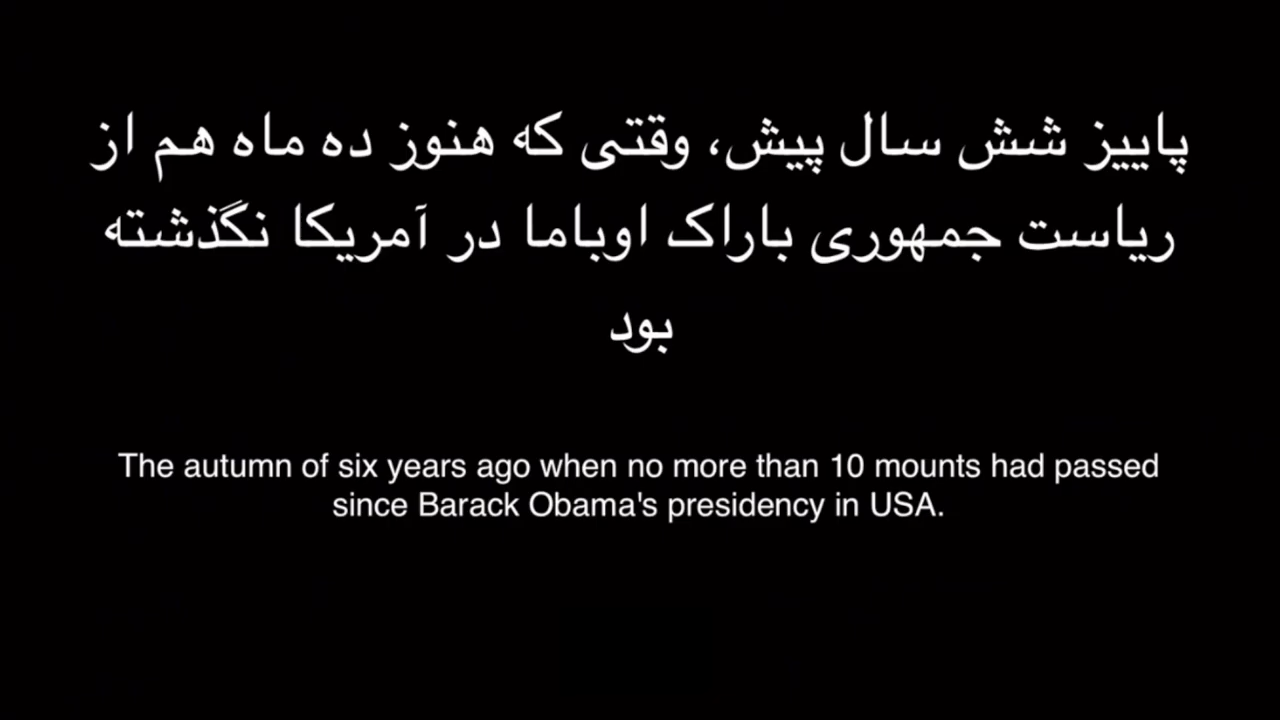 پاییز شش سال پیش، وقتی که هنوز ده ماه هم از
ریاست جمهوری باراک اوباما در آمریکا نگذشته
بود
The autumn of six years ago when no more than 10 mounts had passed
since Barack Obama's presidency in USA.